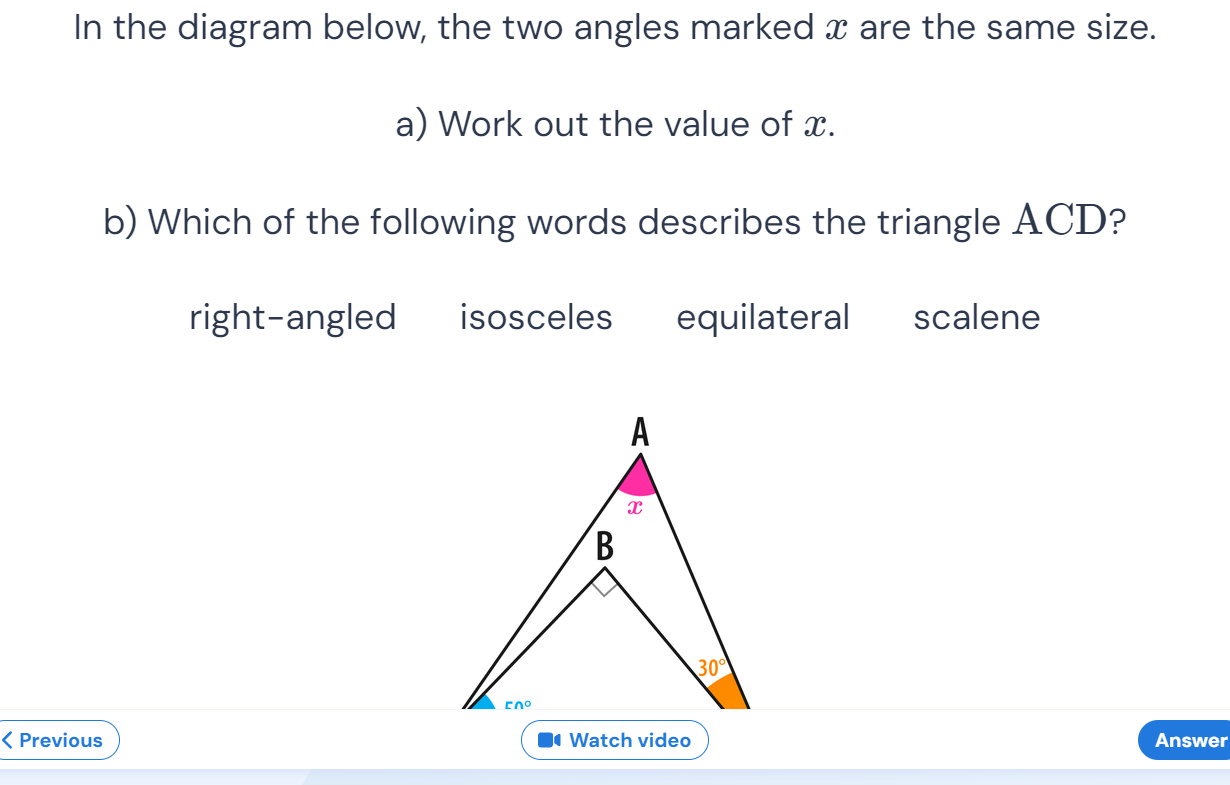 In the diagram below, the two angles marked x are the same size.
a) Work out the value of x.
b) Which of the following words describes the triangle ACD?
right-angled isosceles equilateral scalene
A
x
B
30°
50°
Previous
Watch video
Answer